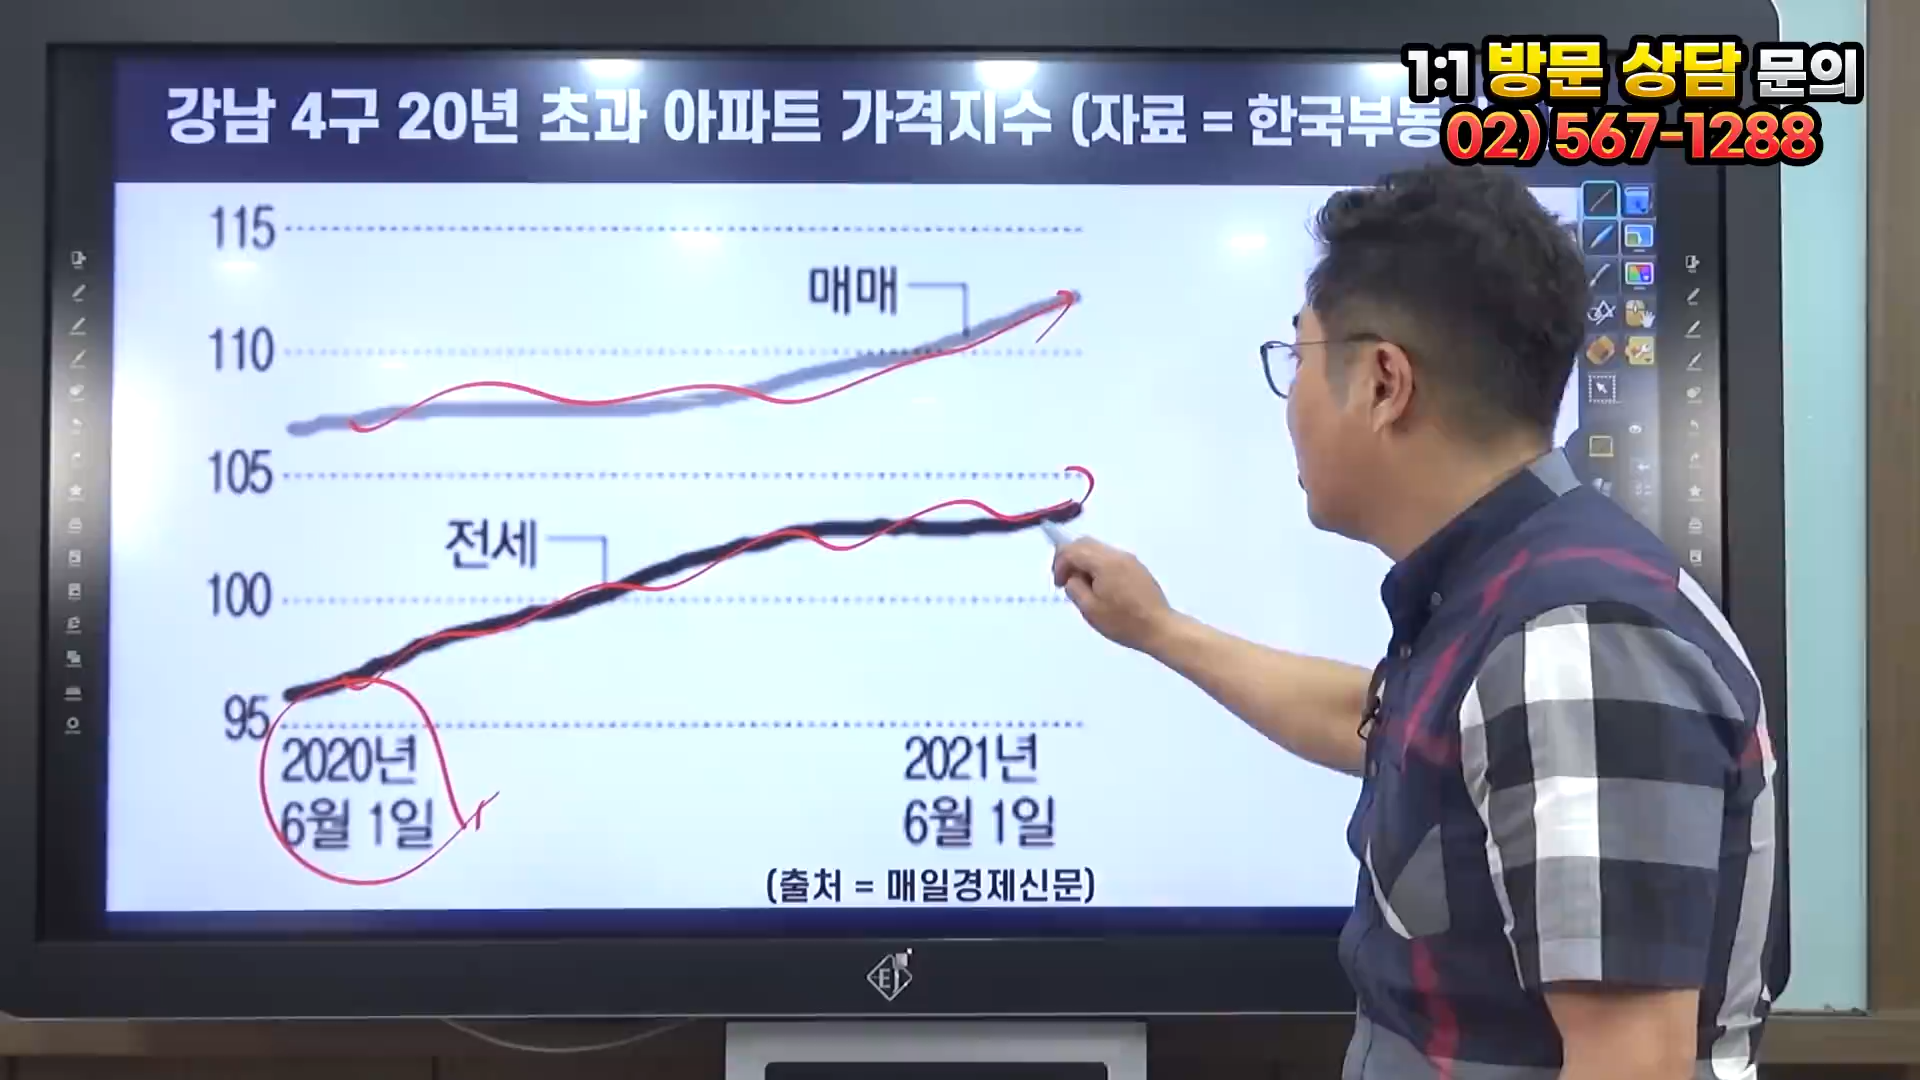 1:1 방문 상담 문의
02) 567-1288
강남 4구 20년 초과 아파트 가격지수 (자료 = 한국부동
115
매매
110
105
전세
100
95
2020년
6월 1일
2021년
6월 1일
(출처 = 매일경제신문)
EJ